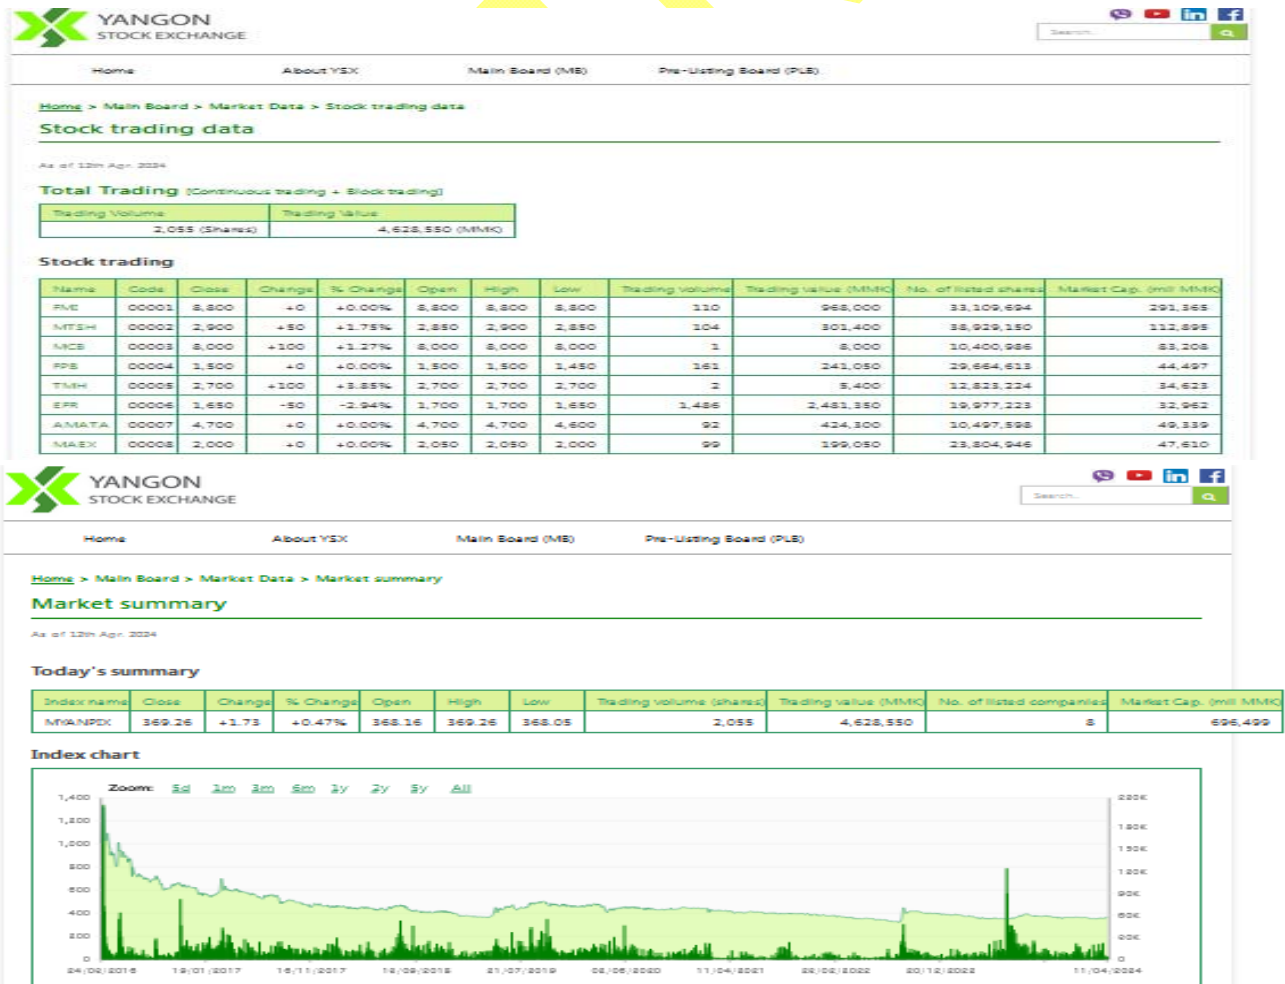 YANGON
STOCK EXCHANGE
Search...
Home About YSX Main Board (MB) Pre-Listing Board (PLB)
Home > Main Board > Market Data > Stock trading data
Stock trading data
As of 12th Apr. 2024
Total Trading [Continuous trading + Block trading]
Trading Volume Trading Value
2,055 (Shares) 4,628,550 (MMK)
Stock trading
Name Code Close Change % Change Open High Low Trading volume Trading value (MMK) No. of listed shares Market Cap. (mil MMK)
FMI 00001 8,800 +0 +0.00% 8,800 8,800 8,800 110 968,000 33,109,694 291,365
MTSH 00002 2,900 +50 +1.75% 2,850 2,900 2,850 104 301,400 38,929,150 112,895
MCB 00003 8,000 +100 +1.27% 8,000 8,000 8,000 1 8,000 10,400,986 83,208
FPB 00004 1,500 +0 +0.00% 1,500 1,500 1,450 161 241,050 29,664,613 44,497
TMH 00005 2,700 +100 +3.85% 2,700 2,700 2,700 2 5,400 12,823,224 34,623
EFR 00006 1,650 -50 -2.94% 1,700 1,700 1,650 1,486 2,481,350 19,977,223 32,962
AMATA 00007 4,700 +0 +0.00% 4,700 4,700 4,600 92 424,300 10,497,598 49,339
MAEX 00008 2,000 +0 +0.00% 2,050 2,050 2,000 99 199,050 23,804,946 47,610
YANGON
STOCK EXCHANGE
Search...
Home About YSX Main Board (MB) Pre-Listing Board (PLB)
Home > Main Board > Market Data > Market summary
Market summary
As of 12th Apr. 2024
Today's summary
Index name Close Change % Change Open High Low Trading volume (shares) Trading value (MMK) No. of listed companies Market Cap. (mil MMK)
MYANPIX 369.26 +1.73 +0.47% 368.16 369.26 368.05 2,055 4,628,550 8 696,499
Index chart
Zoom: 5d 1m 3m 6m 1y 2y 5y All
1,400
1,200 180K
1,000 150K
800 120K
600 90K
400 60K
200
0 0
19/01/2017 16/11/2017 21/07/2019 11/04/2021 20/12/2022 11/04/2024